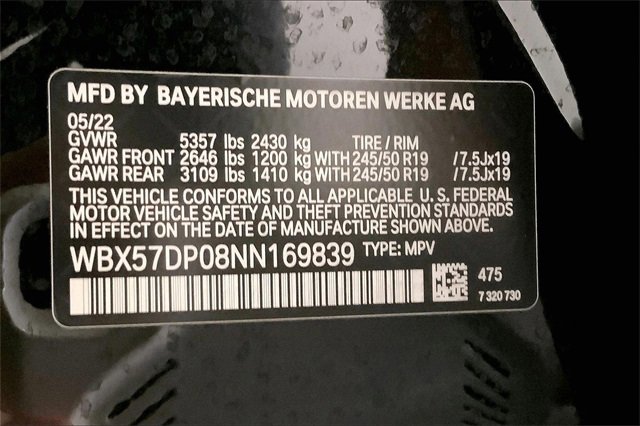 MFD BY BAYERISCHE MOTOREN WERKE AG
05/22
GVWR 5357 lbs 2430 kg TIRE / RIM
GAWR FRONT 2646 lbs 1200 kg WITH 245/50 R19 /7.5Jx19
GAWR REAR 3109 lbs 1410 kg WITH 245/50 R19 /7.5Jx19
THIS VEHICLE CONFORMS TO ALL APPLICABLE U. S. FEDERAL
MOTOR VEHICLE SAFETY AND THEFT PREVENTION STANDARDS
IN EFFECT ON THE DATE OF MANUFACTURE SHOWN ABOVE.
WBX57DP08NN169839 TYPE: MPV
475
7 320 730